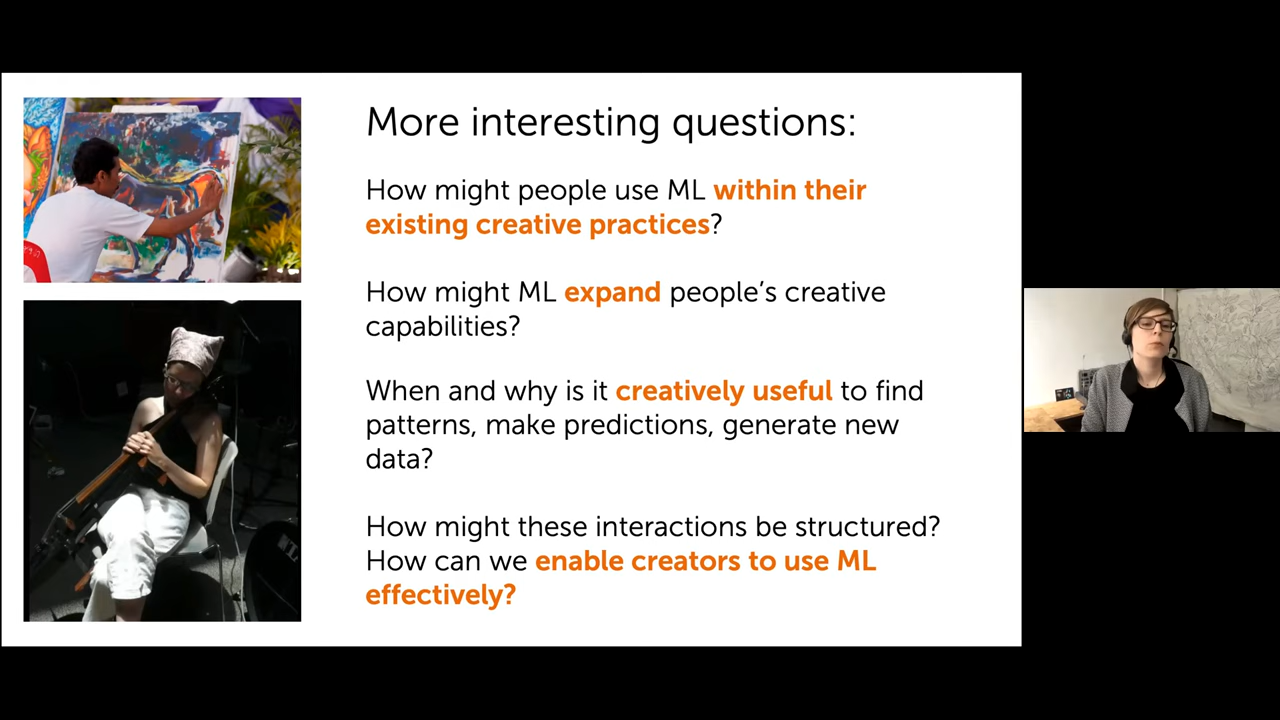 More interesting questions:
How might people use ML within their
existing creative practices?
How might ML expand people’s creative
capabilities?
When and why is it creatively useful to find
patterns, make predictions, generate new
data?
How might these interactions be structured?
How can we enable creators to use ML
effectively?